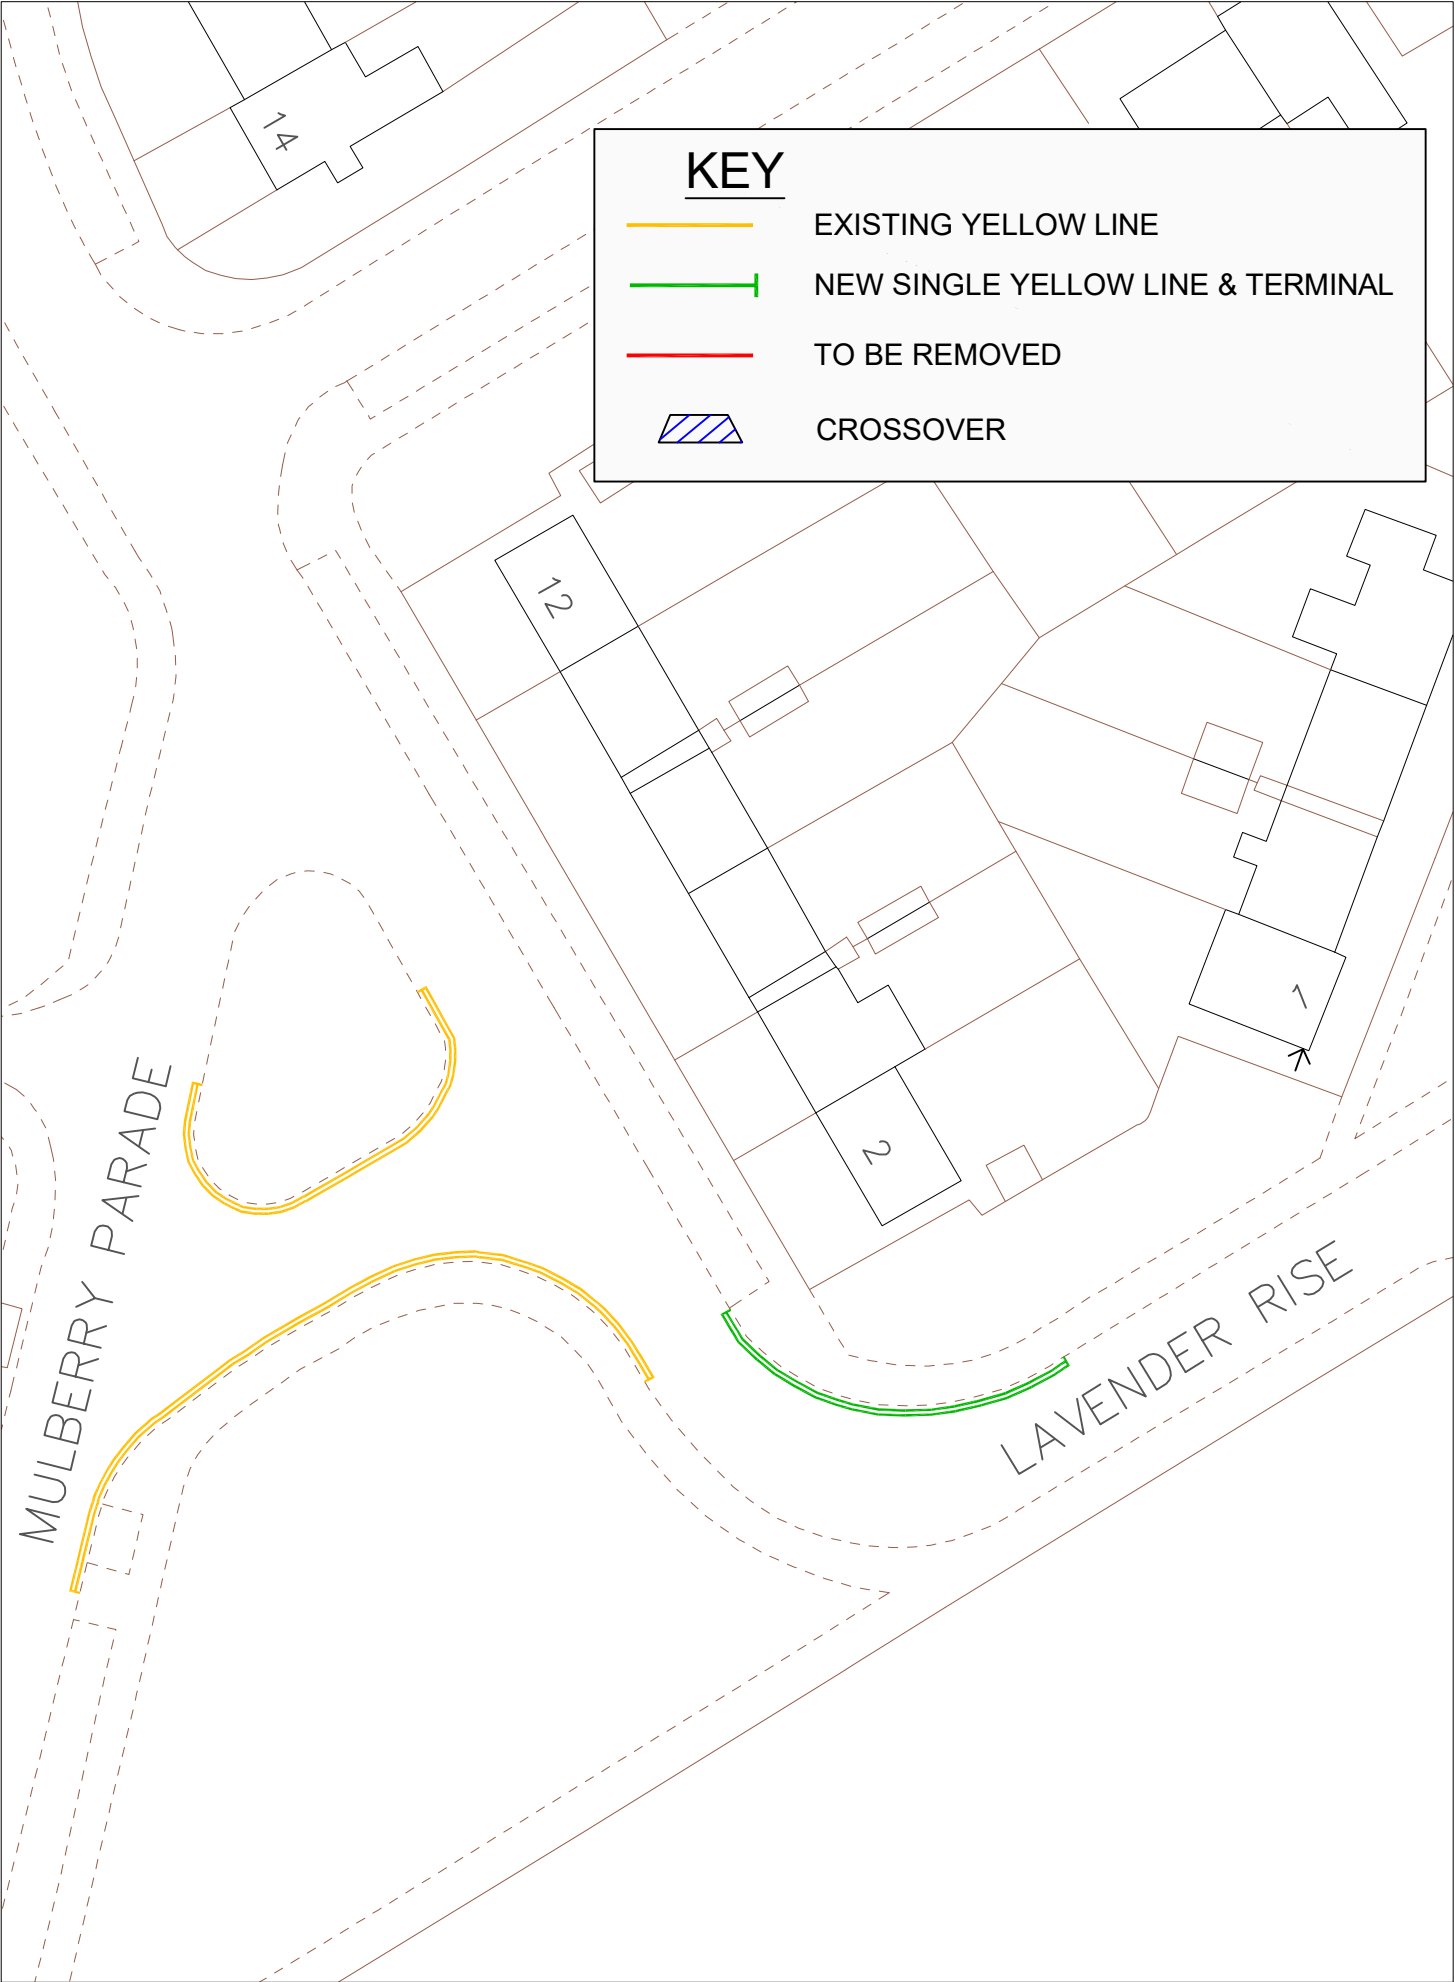 14
KEY
EXISTING YELLOW LINE
NEW SINGLE YELLOW LINE & TERMINAL
TO BE REMOVED
CROSSOVER
12
1
2
MULBERRY PARADE
LAVENDER RISE